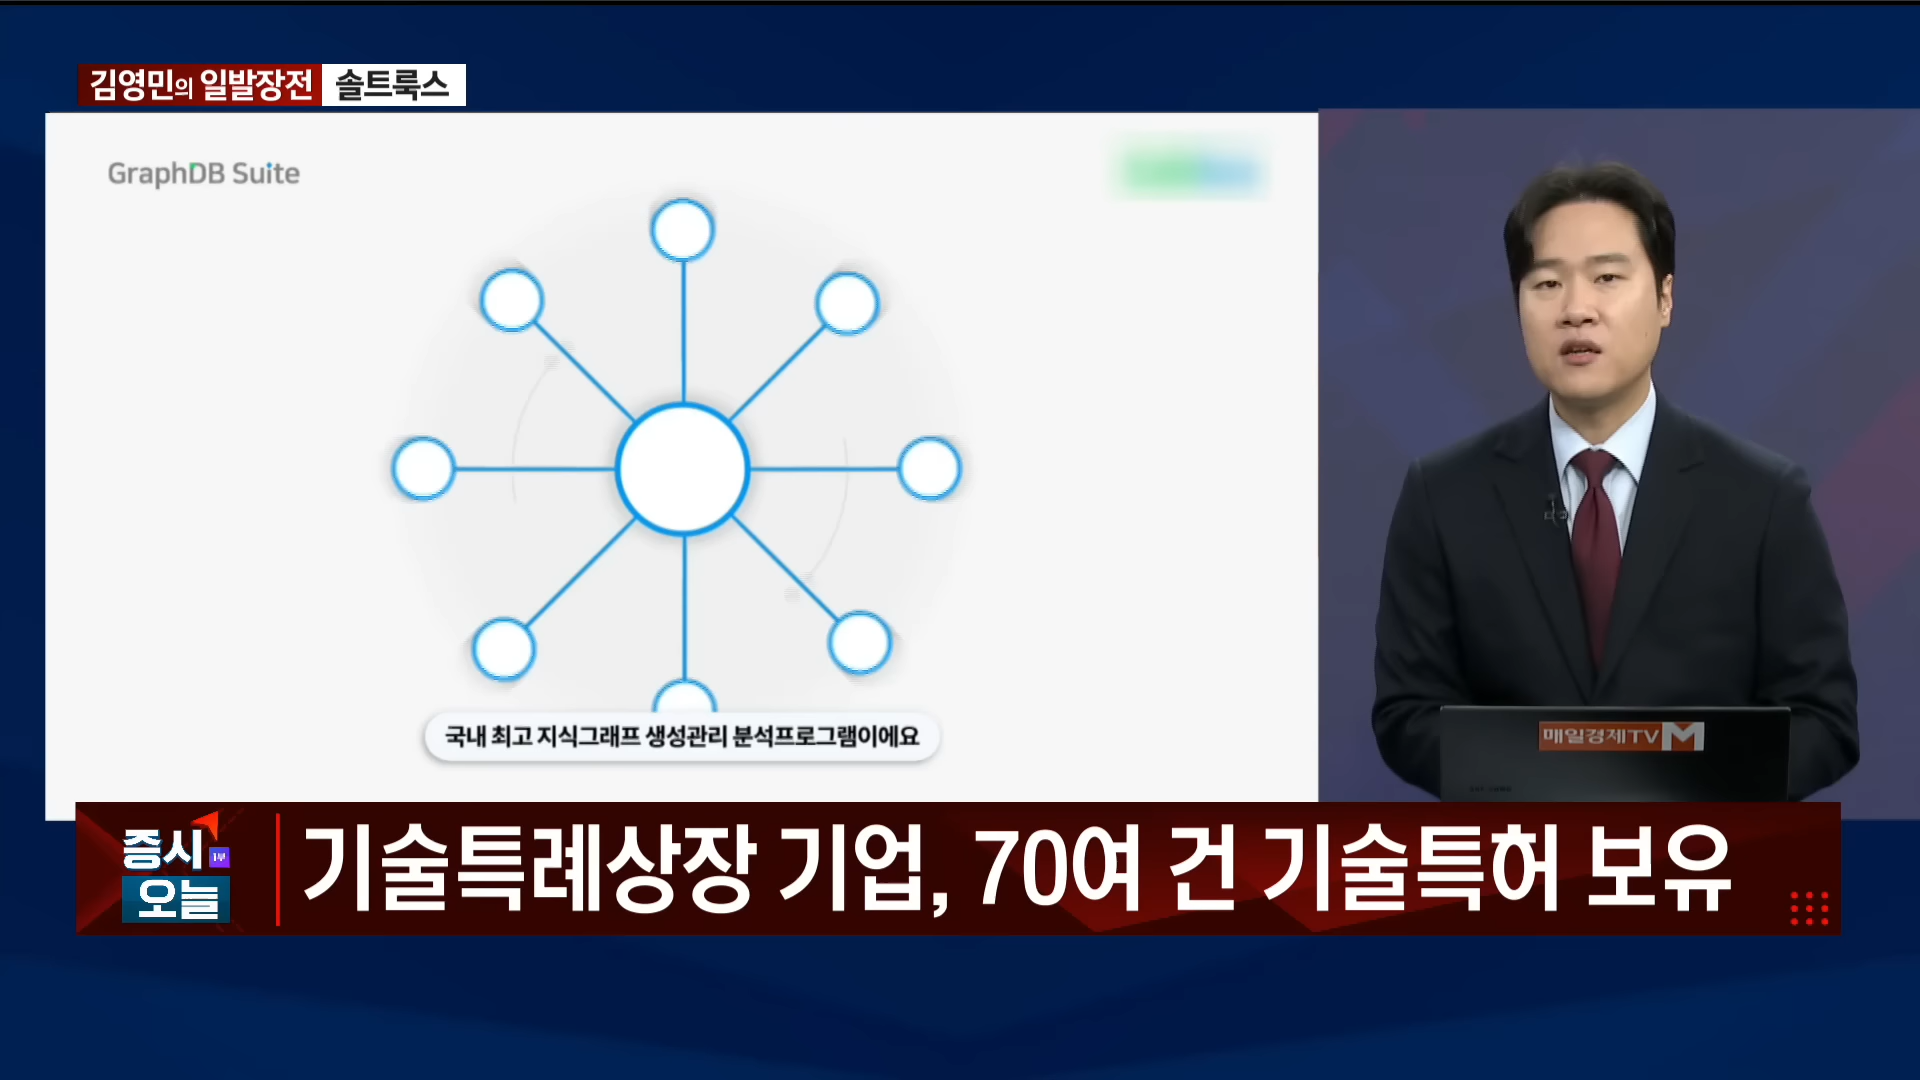 김영민의 일발장전 솔트룩스
GraphDB Suite
국내 최고 지식그래프 생성관리 분석프로그램이에요
매일경제TV M
증시 1부
오늘
기술특례상장 기업, 70여 건 기술특허 보유